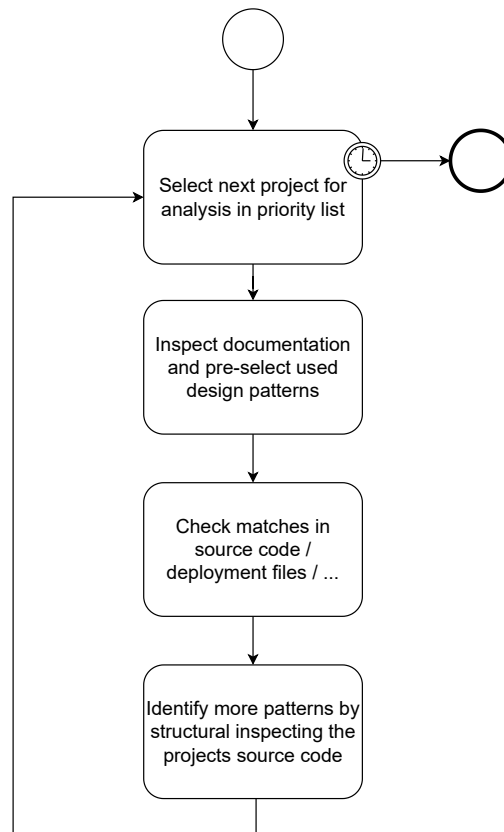 Select next project for
analysis in priority list
Inspect documentation
and pre-select used
design patterns
Check matches in
source code /
deployment files / ...
Identify more patterns by
structural inspecting the
projects source code